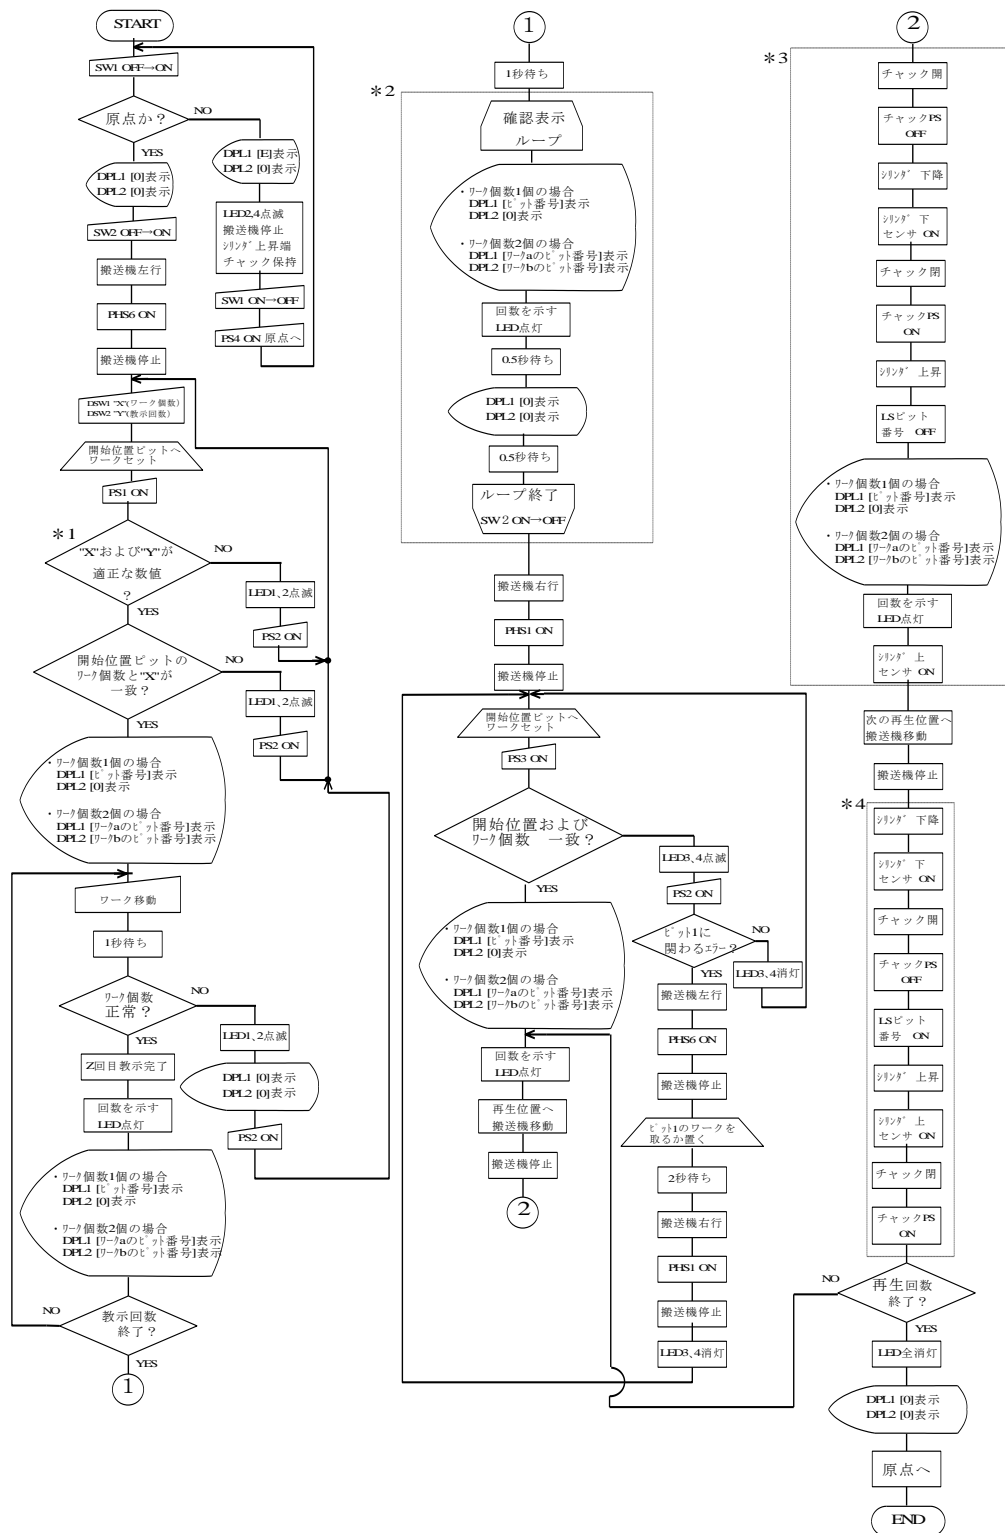 START
SW1 OFF→ON
原点か？
NO
YES
DPL1 [0]表示
DPL2 [0]表示
DPL1 [E]表示
DPL2 [0]表示
SW2 OFF→ON
LED2,4点滅
搬送機停止
ｼﾘﾝﾀﾞ上昇端
チャック保持
搬送機左行
SW1 ON→OFF
PHS6 ON
PS4 ON 原点へ
搬送機停止
DSW1 "X"(ワーク個数)
DSW2 "Y"(教示回数)
開始位置ピットへ
ワークセット
PS1 ON
＊1
"X"および"Y"が
適正な数値
？
NO
YES
LED1、2点滅
PS2 ON
開始位置ピットの
ﾜｰｸ個数と"X"が
一致？
NO
YES
LED1、2点滅
PS2 ON
・ﾜｰｸ個数1個の場合
DPL1 [ﾋﾟｯﾄ番号]表示
DPL2 [0]表示
・ﾜｰｸ個数2個の場合
DPL1 [ﾜｰｸaのﾋﾟｯﾄ番号]表示
DPL2 [ﾜｰｸbのﾋﾟｯﾄ番号]表示
ワーク移動
1秒待ち
ﾜｰｸ個数
正常？
NO
YES
LED1、2点滅
Z回目教示完了
DPL1 [0]表示
DPL2 [0]表示
回数を示す
LED点灯
PS2 ON
・ﾜｰｸ個数1個の場合
DPL1 [ﾋﾟｯﾄ番号]表示
DPL2 [0]表示
・ﾜｰｸ個数2個の場合
DPL1 [ﾜｰｸaのﾋﾟｯﾄ番号]表示
DPL2 [ﾜｰｸbのﾋﾟｯﾄ番号]表示
NO
教示回数
終了？
YES
1
1
1秒待ち
＊2
確認表示
ループ
・ﾜｰｸ個数1個の場合
DPL1 [ﾋﾟｯﾄ番号]表示
DPL2 [0]表示
・ﾜｰｸ個数2個の場合
DPL1 [ﾜｰｸaのﾋﾟｯﾄ番号]表示
DPL2 [ﾜｰｸbのﾋﾟｯﾄ番号]表示
回数を示す
LED点灯
0.5秒待ち
DPL1 [0]表示
DPL2 [0]表示
0.5秒待ち
ループ終了
SW２ ON→OFF
搬送機右行
PHS1 ON
搬送機停止
開始位置ピットへ
ワークセット
PS3 ON
開始位置および
ﾜｰｸ個数　一致？
YES
LED3、4点滅
PS2 ON
ﾋﾟｯﾄ1に
関わるｴﾗｰ？
NO
YES
LED3、4消灯
・ﾜｰｸ個数1個の場合
DPL1 [ﾋﾟｯﾄ番号]表示
DPL2 [0]表示
・ﾜｰｸ個数2個の場合
DPL1 [ﾜｰｸaのﾋﾟｯﾄ番号]表示
DPL2 [ﾜｰｸbのﾋﾟｯﾄ番号]表示
回数を示す
LED点灯
再生位置へ
搬送機移動
搬送機停止
2
搬送機左行
PHS6 ON
搬送機停止
ﾋﾟｯﾄ1のワークを
取るか置く
2秒待ち
搬送機右行
PHS1 ON
搬送機停止
LED3、4消灯
2
＊3
チャック開
チャックPS
OFF
ｼﾘﾝﾀﾞ 下降
ｼﾘﾝﾀﾞ 下
センサ ON
チャック閉
チャックPS
ON
ｼﾘﾝﾀﾞ 上昇
LSピット
番号　OFF
・ﾜｰｸ個数1個の場合
DPL1 [ﾋﾟｯﾄ番号]表示
DPL2 [0]表示
・ﾜｰｸ個数2個の場合
DPL1 [ﾜｰｸaのﾋﾟｯﾄ番号]表示
DPL2 [ﾜｰｸbのﾋﾟｯﾄ番号]表示
回数を示す
LED点灯
ｼﾘﾝﾀﾞ 上
センサ ON
次の再生位置へ
搬送機移動
搬送機停止
＊4
ｼﾘﾝﾀﾞ 下降
ｼﾘﾝﾀﾞ 下
センサ ON
チャック開
チャックPS
OFF
LSピット
番号　ON
ｼﾘﾝﾀﾞ 上昇
ｼﾘﾝﾀﾞ 上
センサ ON
チャック閉
チャックPS
ON
NO
再生回数
終了？
YES
LED全消灯
DPL1 [0]表示
DPL2 [0]表示
原点へ
END